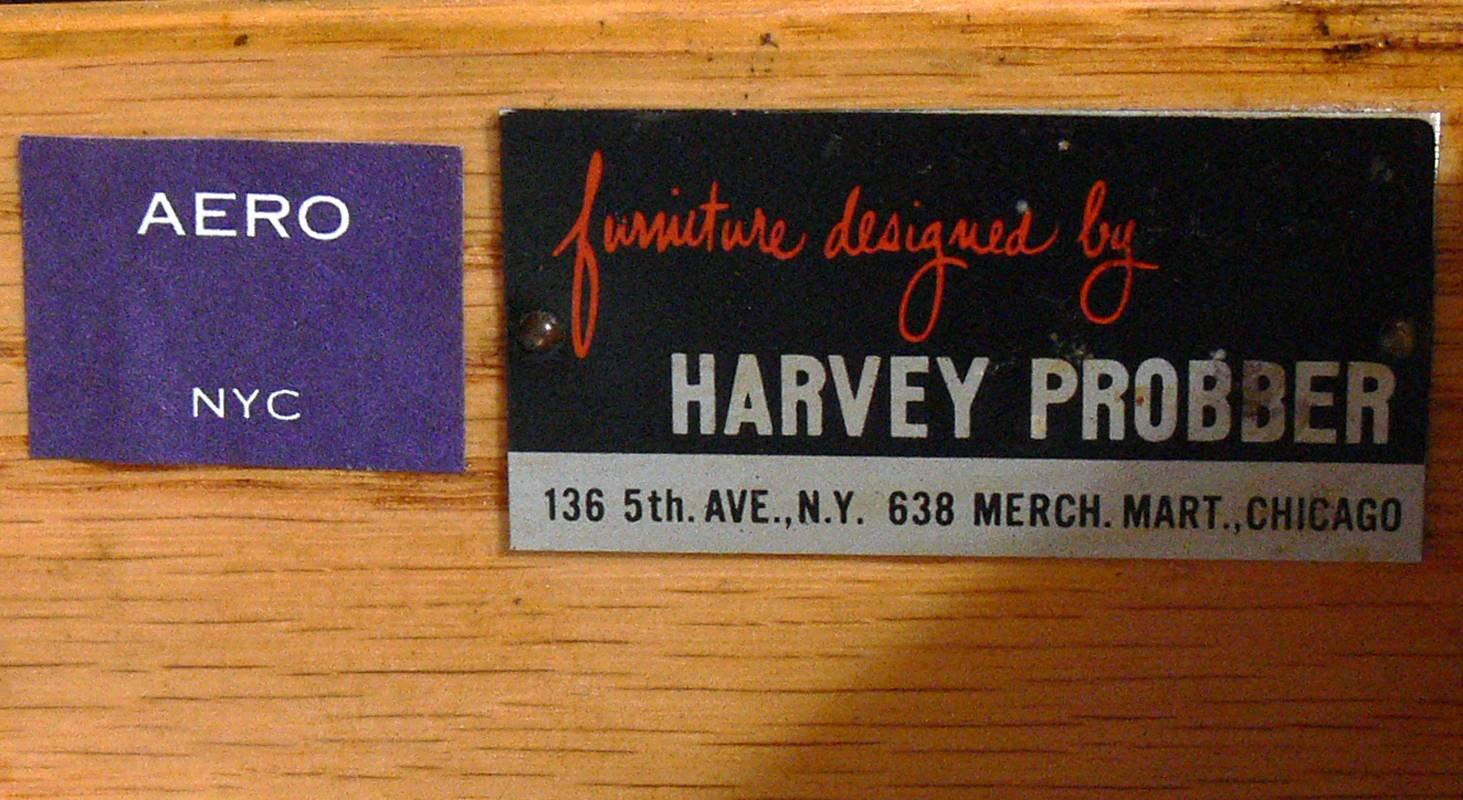 AERO
NYC
furniture designed by
HARVEY PROBBER
136 5th. AVE.,N.Y. 638 MERCH. MART.,CHICAGO